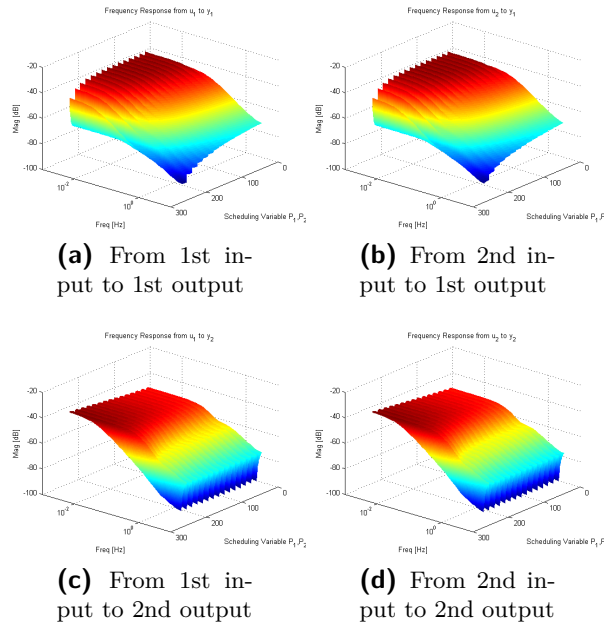 Frequency Response from u1 to y1
-20
-40
-60
-80
-100
Mag [dB]
10^-2
10^0
Freq [Hz]
300
200
100
0
Scheduling Variable P1,P2
(a) From 1st in-
put to 1st output
Frequency Response from u2 to y1
-20
-40
-60
-80
-100
Mag [dB]
10^-2
10^0
Freq [Hz]
300
200
100
0
Scheduling Variable P1,P
(b) From 2nd in-
put to 1st output
Frequency Response from u1 to y2
-20
-40
-60
-80
-100
Mag [dB]
10^-2
10^0
Freq [Hz]
300
200
100
0
Scheduling Variable P1,P2
(c) From 1st in-
put to 2nd output
Frequency Response from u2 to y2
-20
-40
-60
-80
-100
Mag [dB]
10^-2
10^0
Freq [Hz]
300
200
100
0
Scheduling Variable P1,P
(d) From 2nd in-
put to 2nd output